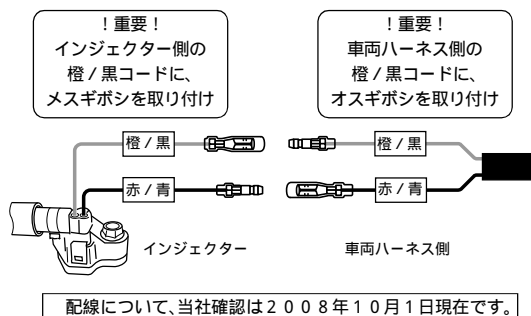 ！重要！
インジェクター側の
橙／黒コードに、
メスギボシを取り付け
！重要！
車両ハーネス側の
橙／黒コードに、
オスギボシを取り付け
橙／黒
橙／黒
赤／青
赤／青
インジェクター
車両ハーネス側
配線について、当社確認は２００８年１０月１日現在です。